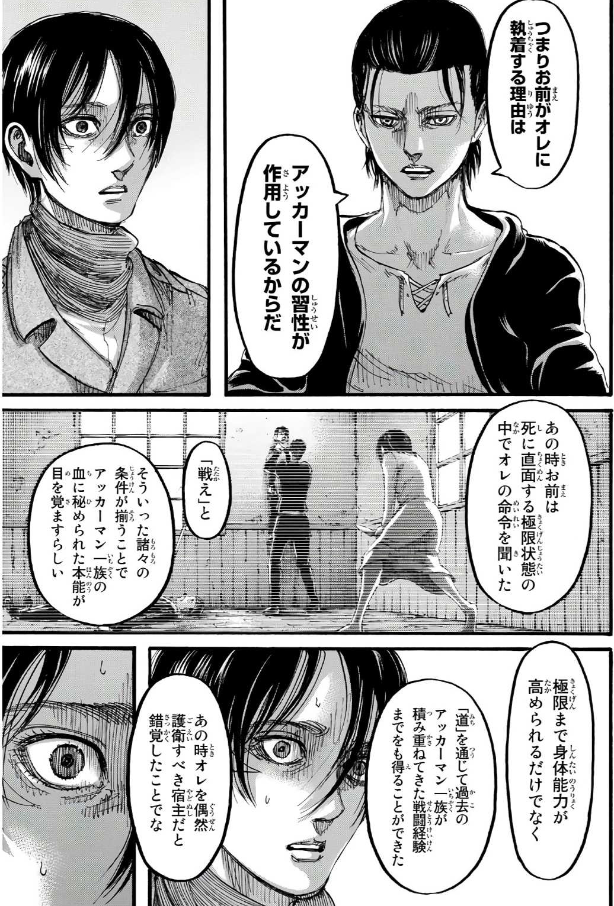 つまりお前がオレに
執着する理由は
アッカーマンの習性が
作用しているからだ
あの時お前は
死に直面する極限状態の
中でオレの命令を聞いた
「戦え」と
そういった諸々の
条件が揃うことで
アッカーマン一族の
血に秘められた本能が
目を覚ますらしい
極限まで身体能力が
高められるだけでなく
「道」を通じて過去の
アッカーマン一族が
積み重ねてきた戦闘経験
までをも得ることができた
あの時オレを偶然
護衛すべき宿主だと
錯覚したことでな